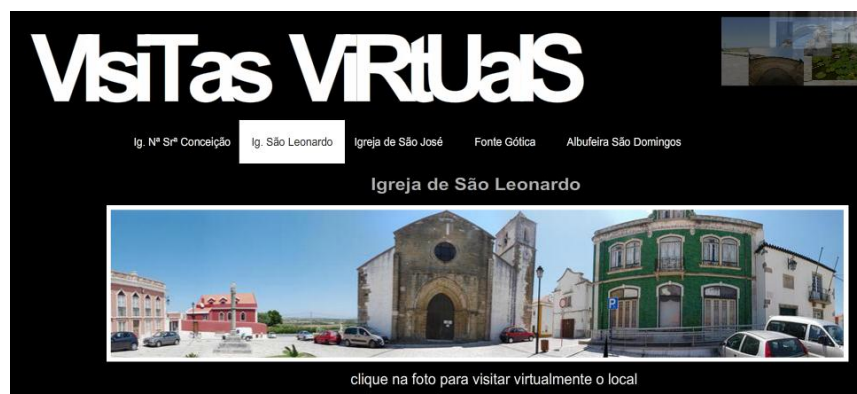 VIsiTas ViRtUaIS
Ig. Nª Srª Conceição
Ig. São Leonardo
Igreja de São José
Fonte Gótica
Albufeira São Domingos
Igreja de São Leonardo
P
clique na foto para visitar virtualmente o local